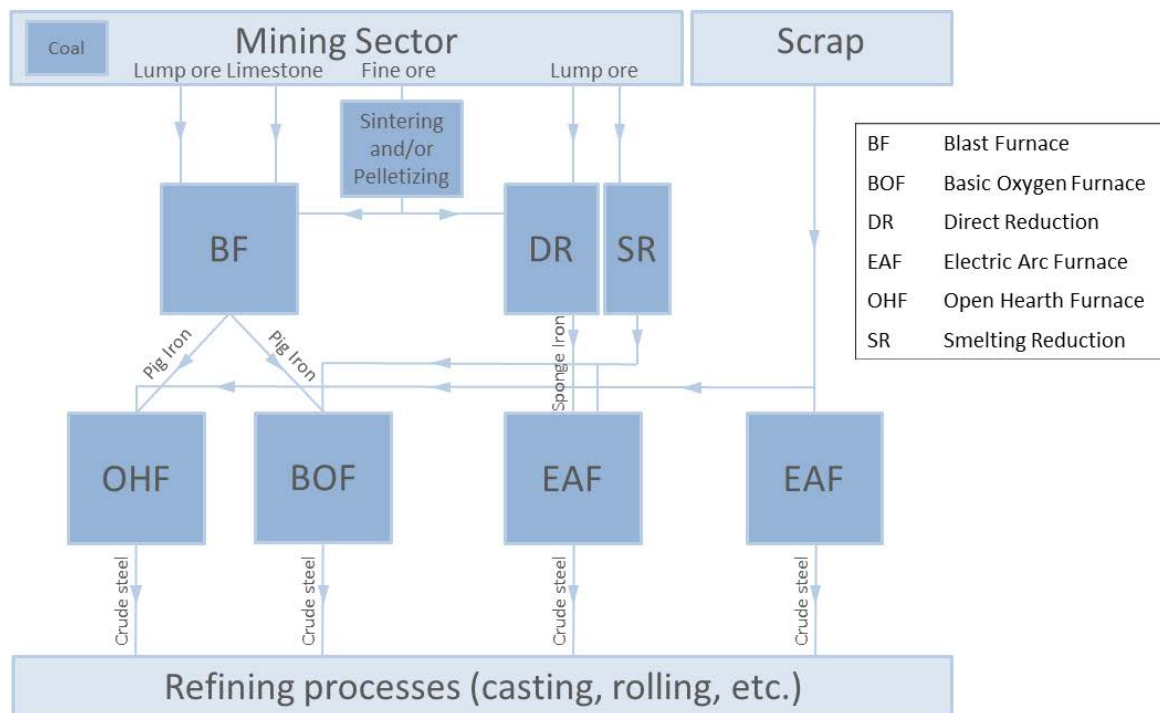 Coal
Mining Sector
Scrap
Lump ore
Limestone
Fine ore
Lump ore
Sintering
and/or
Pelletizing
BF
DR
SR
BF Blast Furnace
BOF Basic Oxygen Furnace
DR Direct Reduction
EAF Electric Arc Furnace
OHF Open Hearth Furnace
SR Smelting Reduction
Pig Iron
Pig Iron
Sponge Iron
OHF
BOF
EAF
EAF
Crude steel
Crude steel
Crude steel
Crude steel
Refining processes (casting, rolling, etc.)